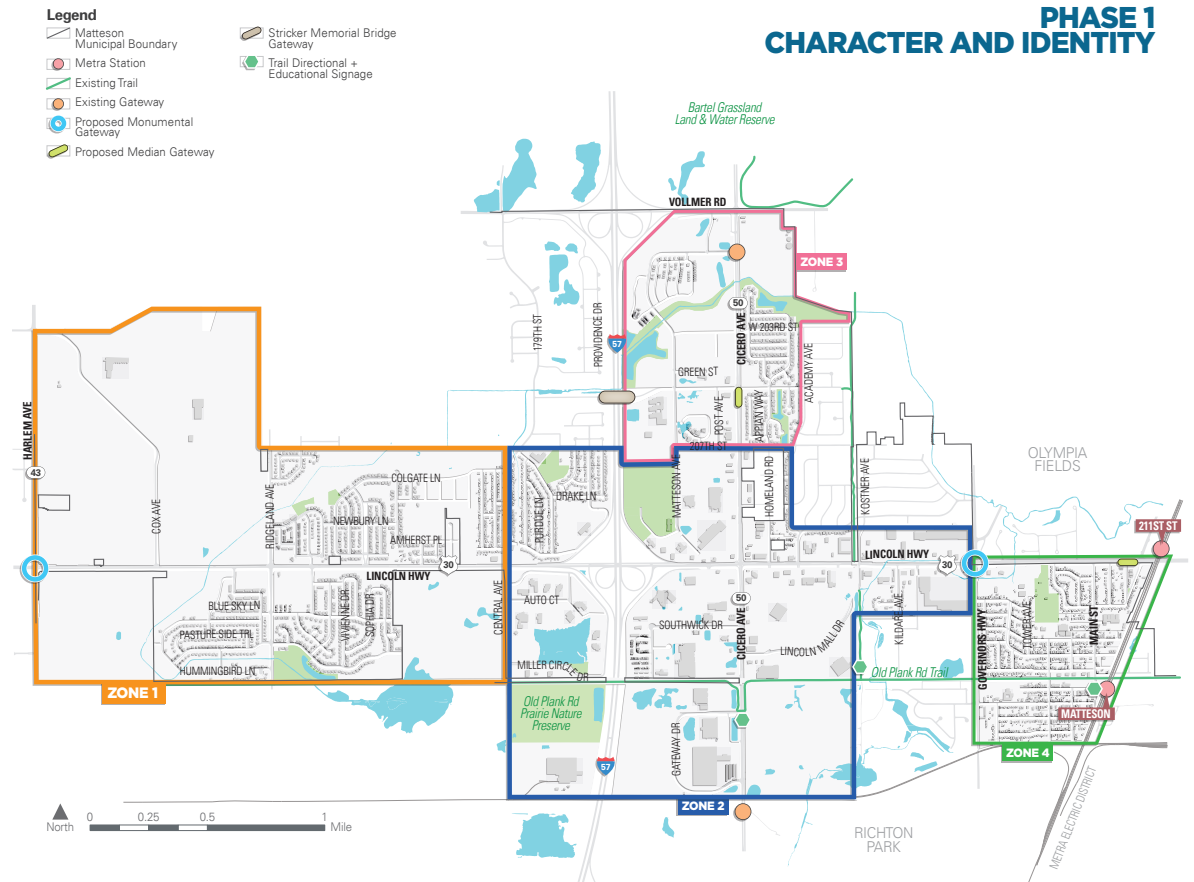 PHASE 1
CHARACTER AND IDENTITY
Legend
Matteson
Municipal Boundary
Metra Station
Existing Trail
Existing Gateway
Proposed Monumental
Gateway
Proposed Median Gateway
Stricker Memorial Bridge
Gateway
Trail Directional +
Educational Signage
Bartel Grassland
Land & Water Reserve
VOLLMER RD
ZONE 3
179TH ST
PROVIDENCE DR
57
50
CICERO AVE
W 203RD ST
GREEN ST
ACADEMY AVE
POST AVE
APPIAN WAY
207TH ST
HARLEM AVE
43
COX AVE
RIDGELAND AVE
COLGATE LN
NEWBURY LN
AMHERST PL
30
LINCOLN HWY
PURDUE LN
DRAKE LN
MATTESON AVE
HOMELAND RD
KOSTNER AVE
OLYMPIA
FIELDS
211ST ST
LINCOLN HWY
30
BLUE SKY LN
PASTURE SIDE TRL
HUMMINGBIRD LN
VIVIENNE DR
SOPHIA DR
CENTRAL AVE
AUTO CT
MILLER CIRCLE DR
50
CICERO AVE
SOUTHWICK DR
LINCOLN MALL DR
KILDARE AVE
GOVERNORS HWY
TOWER AVE
MAIN ST
Old Plank Rd Trail
ZONE 1
Old Plank Rd
Prairie Nature
Preserve
GATEWAY DR
57
MATTESON
ZONE 4
ZONE 2
METRA ELECTRIC DISTRICT
RICHTON
PARK
North
0
0.25
0.5
1
Mile